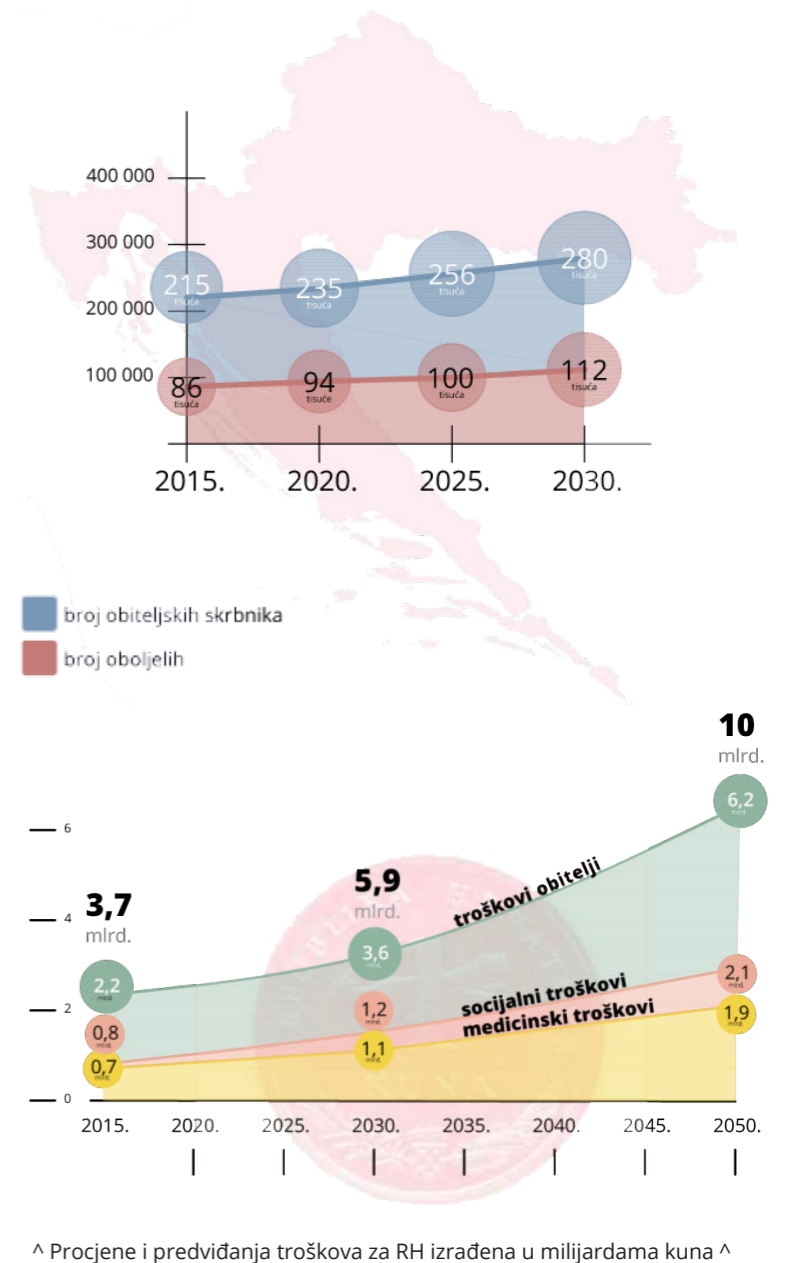 400 000
300 000
200 000
100 000
215
tisuća
235
tisuća
256
tisuća
280
tisuća
86
tisuća
94
tisuće
100
tisuća
112
tisuća
2015. 2020. 2025. 2030.
broj obiteljskih skrbnika
broj oboljelih
10
mlrd.
6,2
mlrd.
6
5,9
mlrd.
troškovi obitelji
3,7
mlrd.
4
3,6
mlrd.
2,2
mlrd.
2,1
mlrd.
socijalni troškovi
1,2
mlrd.
2
medicinski troškovi
1,9
mlrd.
0,8
mlrd.
1,1
mlrd.
0,7
mlrd.
0
2015. 2020. 2025. 2030. 2035. 2040. 2045. 2050.
^ Procjene i predviđanja troškova za RH izrađena u milijardama kuna ^